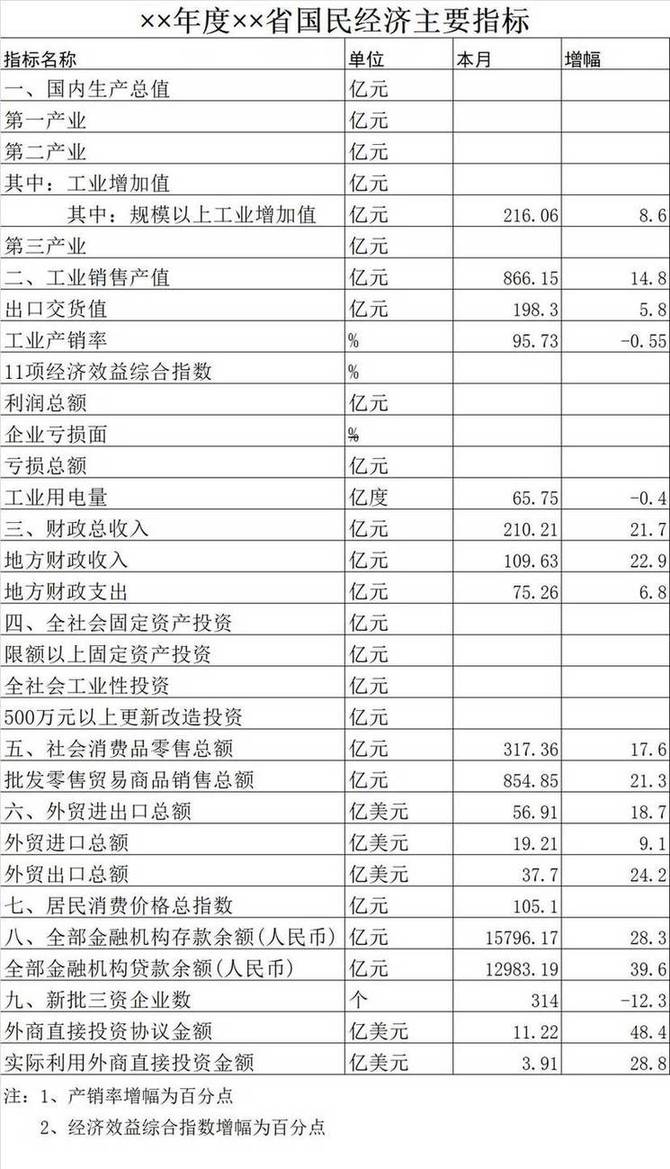 ××年度××省国民经济主要指标
指标名称 单位 本月 增幅
一、国内生产总值 亿元
第一产业 亿元
第二产业 亿元
其中：工业增加值 亿元
其中：规模以上工业增加值 亿元 216.06 8.6
第三产业 亿元
二、工业销售产值 亿元 866.15 14.8
出口交货值 亿元 198.3 5.8
工业产销率 % 95.73 -0.55
11项经济效益综合指数 %
利润总额 亿元
企业亏损面 %
亏损总额 亿元
工业用电量 亿度 65.75 -0.4
三、财政总收入 亿元 210.21 21.7
地方财政收入 亿元 109.63 22.9
地方财政支出 亿元 75.26 6.8
四、全社会固定资产投资 亿元
限额以上固定资产投资 亿元
全社会工业性投资 亿元
500万元以上更新改造投资 亿元
五、社会消费品零售总额 亿元 317.36 17.6
批发零售贸易商品销售总额 亿元 854.85 21.3
六、外贸进出口总额 亿美元 56.91 18.7
外贸进口总额 亿美元 19.21 9.1
外贸出口总额 亿美元 37.7 24.2
七、居民消费价格总指数 亿元 105.1
八、全部金融机构存款余额(人民币) 亿元 15796.17 28.3
全部金融机构贷款余额(人民币) 亿元 12983.19 39.6
九、新批三资企业数 个 314 -12.3
外商直接投资协议金额 亿美元 11.22 48.4
实际利用外商直接投资金额 亿美元 3.91 28.8
注：1、产销率增幅为百分点
2、经济效益综合指数增幅为百分点